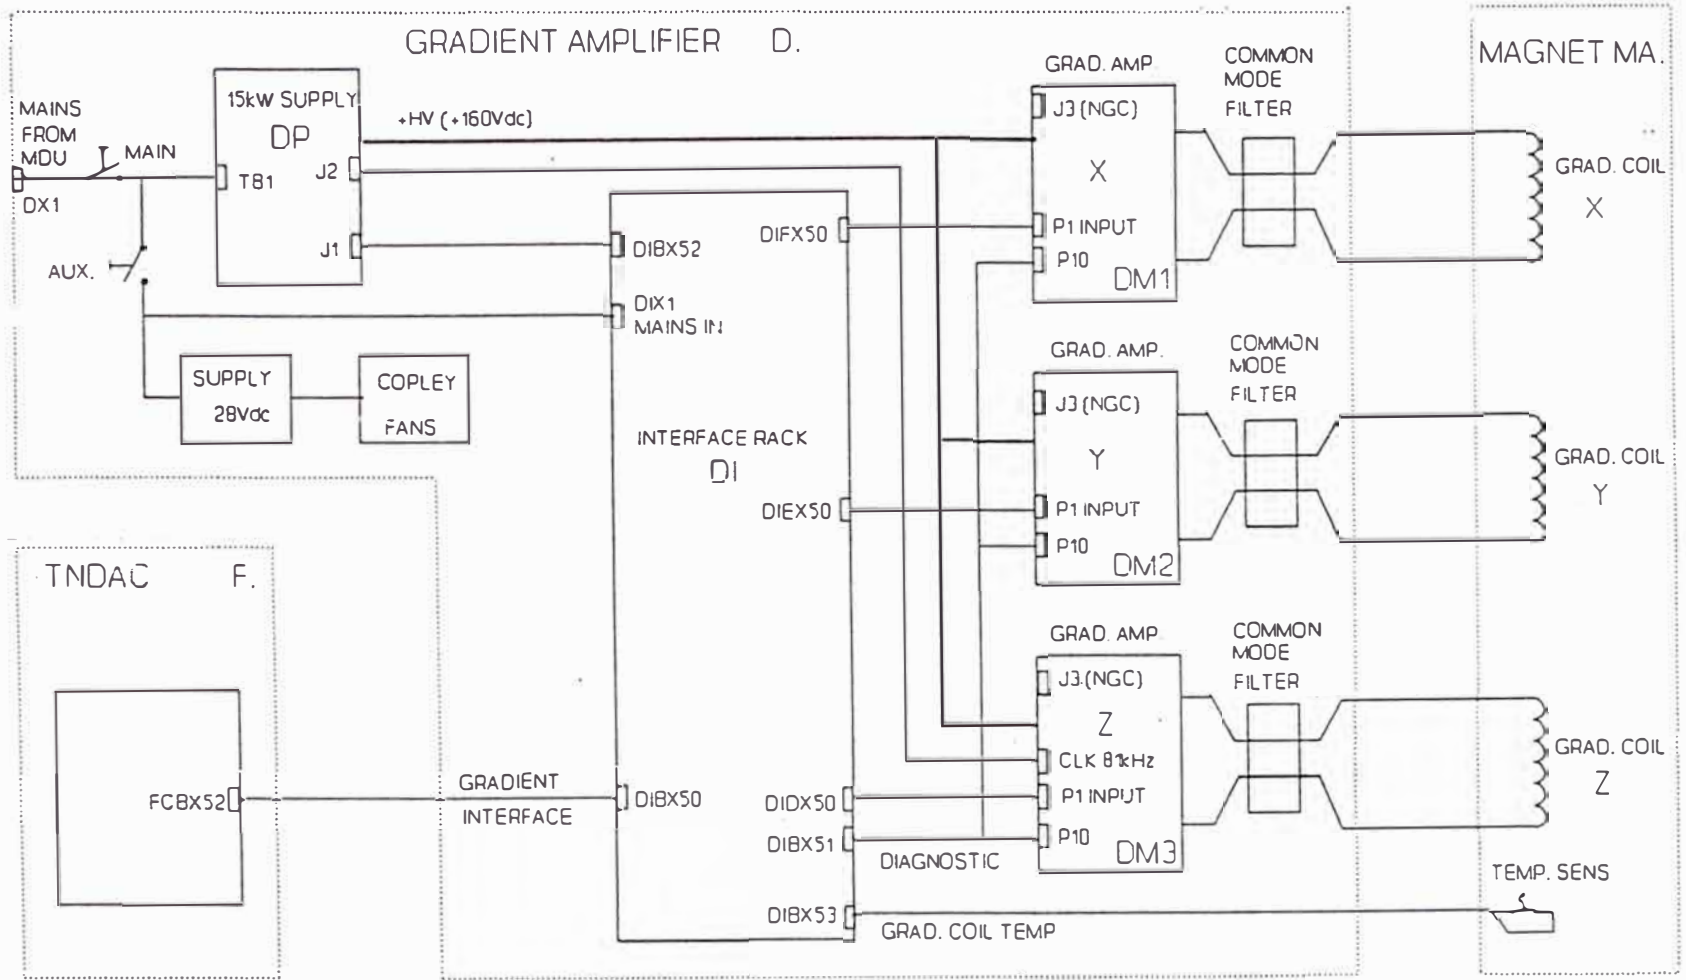 GRADIENT AMPLIFIER D.
MAGNET MA.
MAINS
FROM
MDU
MAIN
DX1
AUX.
15kW SUPPLY
DP
TB1
J2
J1
+HV (+160Vdc)
SUPPLY
28Vdc
COPLEY
FANS
DIBX52
DIX1
MAINS IN
DIFX50
INTERFACE RACK
DI
DIEX50
DIBX50
DIDX50
DIBX51
DIBX53
GRAD. AMP.
J3 (NGC)
X
P1 INPUT
P10
DM1
COMMON
MODE
FILTER
GRAD. COIL
X
GRAD. AMP.
J3 (NGC)
Y
P1 INPUT
P10
DM2
COMMON
MODE
FILTER
GRAD. COIL
Y
GRAD. AMP.
J3 (NGC)
Z
CLK 81kHz
P1 INPUT
P10
DM3
COMMON
MODE
FILTER
GRAD. COIL
Z
TNDAC F.
FCBX52
GRADIENT
INTERFACE
DIAGNOSTIC
GRAD. COIL TEMP
TEMP. SENS